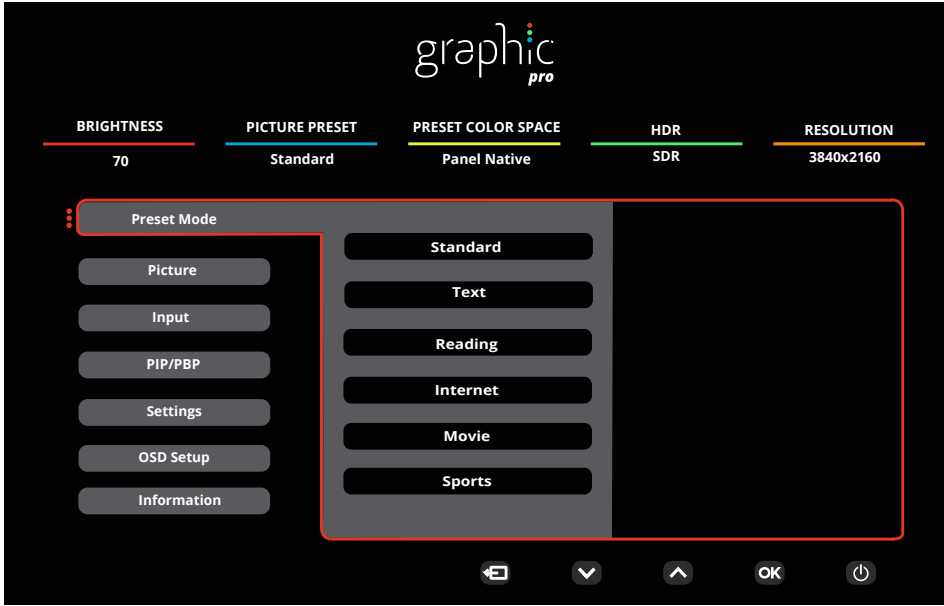 graphic
pro
BRIGHTNESS
PICTURE PRESET
PRESET COLOR SPACE
HDR
RESOLUTION
70
Standard
Panel Native
SDR
3840x2160
Preset Mode
Picture
Input
PIP/PBP
Settings
OSD Setup
Information
Standard
Text
Reading
Internet
Movie
Sports
OK